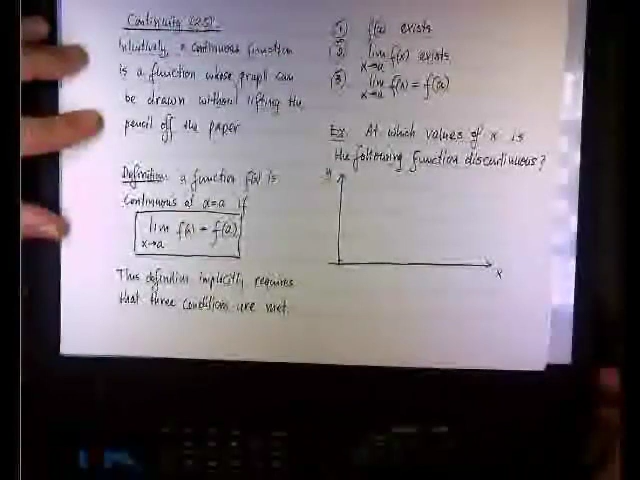 Continuity (2.5)
Intuitively, a continuous function
is a function whose graph can
be drawn without lifting the
pencil off the paper
Definition: a function f(x) is
continuous at x=a if
lim f(x) = f(a)
x→a
This definition implicitly requires
that three conditions are met.
(1) f(a) exists
(2) lim f(x) exists
x→a
(3) lim f(x) = f(a)
x→a
Ex. At which values of x is
the following function discontinuous?
y
x